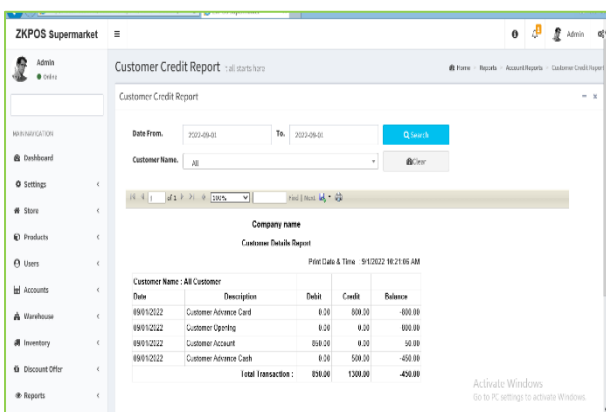 ZKPOS Supermarket
Admin
Admin
Online
Customer Credit Report : all starts here
Home > Reports > Account Reports > Customer Credit Report
Customer Credit Report
MAIN NAVIGATION
Dashboard
Settings
Store
Products
Users
Accounts
Warehouse
Inventory
Discount Offer
Reports
Date From. 2022-09-01 To. 2022-09-01 Search
Customer Name. All Clear
1 of 1 100% Find | Next
Company name
Customer Details Report
Print Date & Time 9/1/2022 10:21:06 AM
Customer Name : All Customer
Date Description Debit Credit Balance
09/01/2022 Customer Advance Card 0.00 800.00 -800.00
09/01/2022 Customer Opening 0.00 0.00 800.00
09/01/2022 Customer Account 850.00 0.00 50.00
09/01/2022 Customer Advance Cash 0.00 500.00 -450.00
Total Transaction : 850.00 1300.00 -450.00
Activate Windows
Go to PC settings to activate Windows.